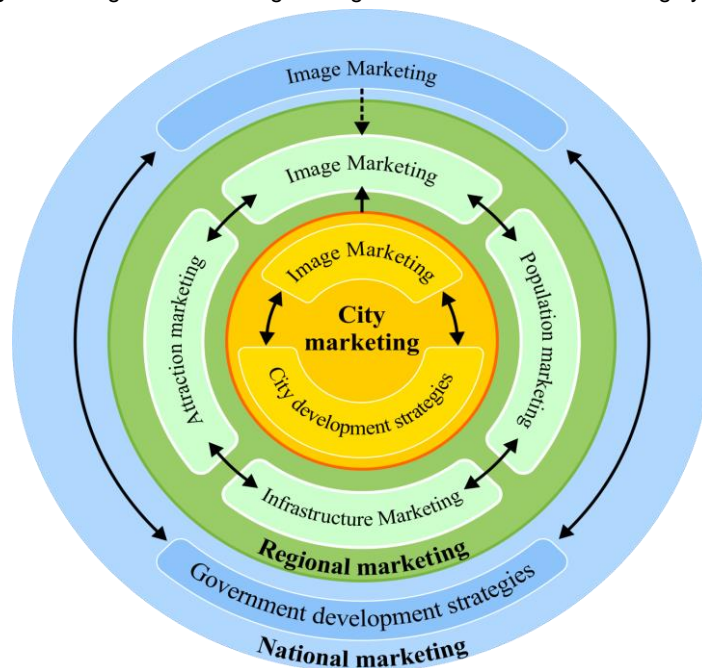 Image Marketing
Image Marketing
Image Marketing
City
marketing
Attraction marketing
Population marketing
City development strategies
Infrastructure Marketing
Regional marketing
Government development strategies
National marketing